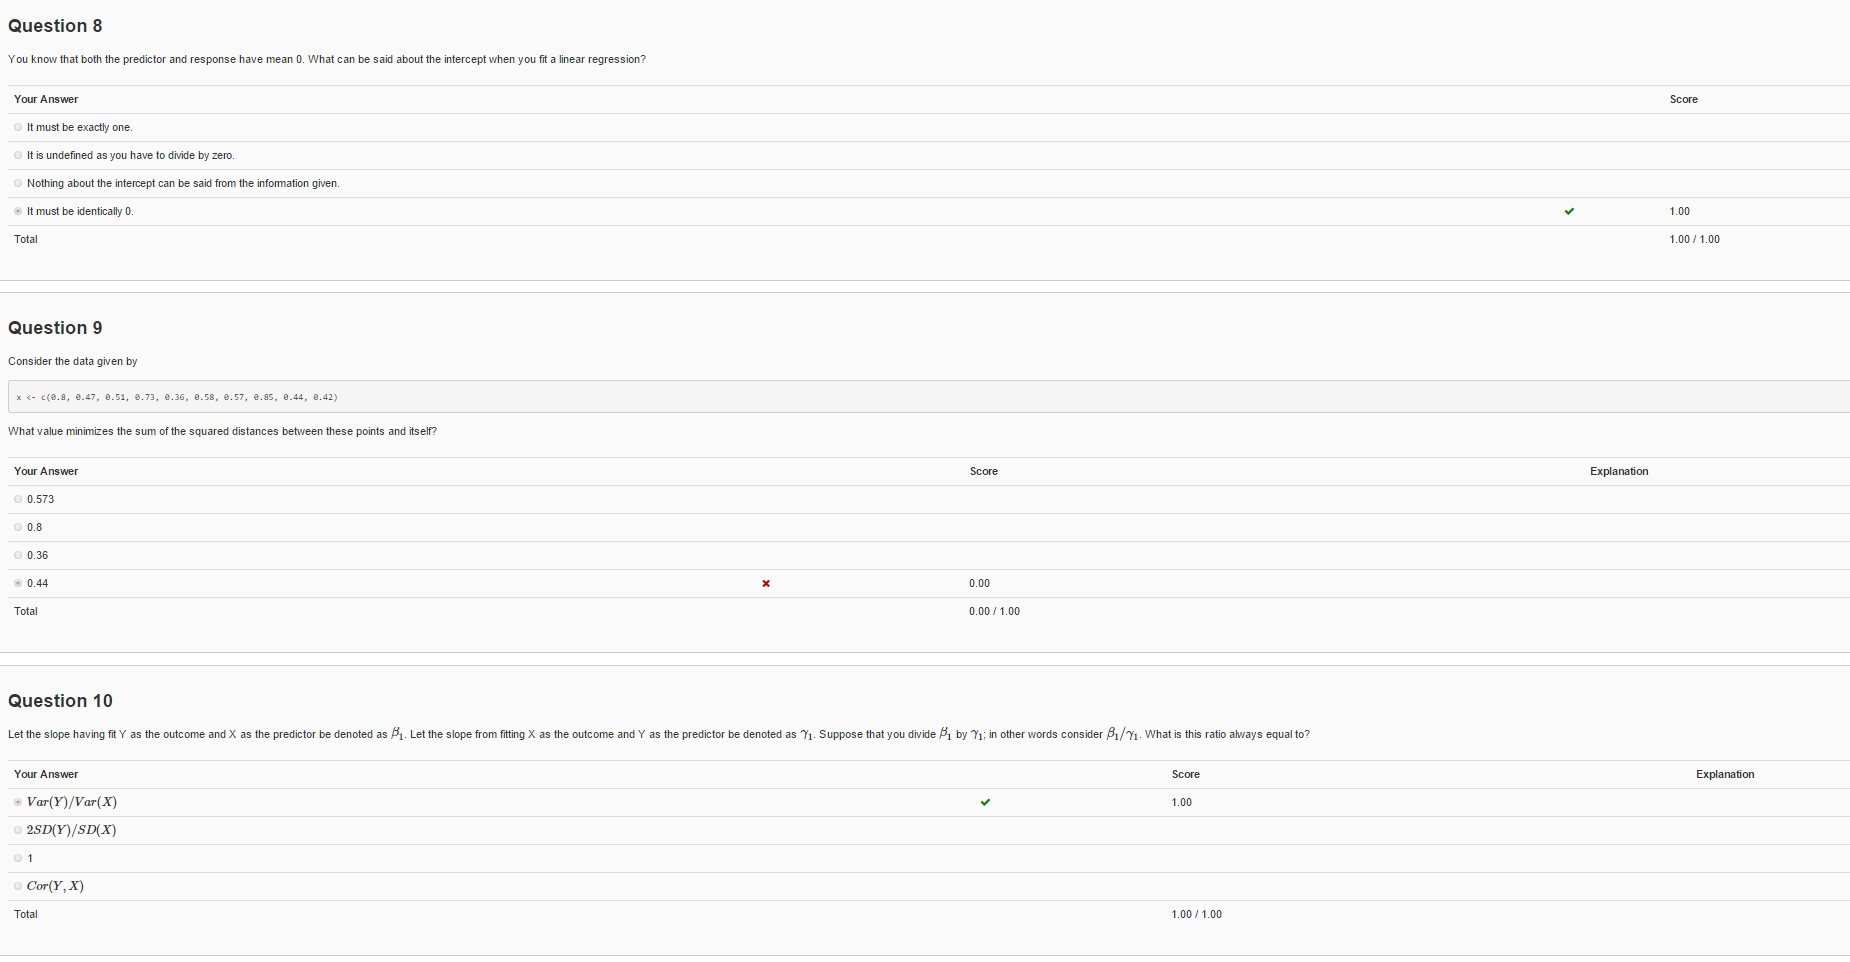 Question 8
You know that both the predictor and response have mean 0. What can be said about the intercept when you fit a linear regression?
Your Answer Score
It must be exactly one.
It is undefined as you have to divide by zero.
Nothing about the intercept can be said from the information given.
It must be identically 0. 1.00
Total 1.00 / 1.00
Question 9
Consider the data given by
x <- c(0.8, 0.47, 0.51, 0.73, 0.36, 0.58, 0.57, 0.85, 0.44, 0.42)
What value minimizes the sum of the squared distances between these points and itself?
Your Answer Score Explanation
0.573
0.8
0.36
0.44 0.00
Total 0.00 / 1.00
Question 10
Let the slope having fit Y as the outcome and X as the predictor be denoted as β₁. Let the slope from fitting X as the outcome and Y as the predictor be denoted as γ₁. Suppose that you divide β₁ by γ₁; in other words consider β₁/γ₁. What is this ratio always equal to?
Your Answer Score Explanation
Var(Y)/Var(X) 1.00
2SD(Y)/SD(X)
1
Cor(Y, X)
Total 1.00 / 1.00